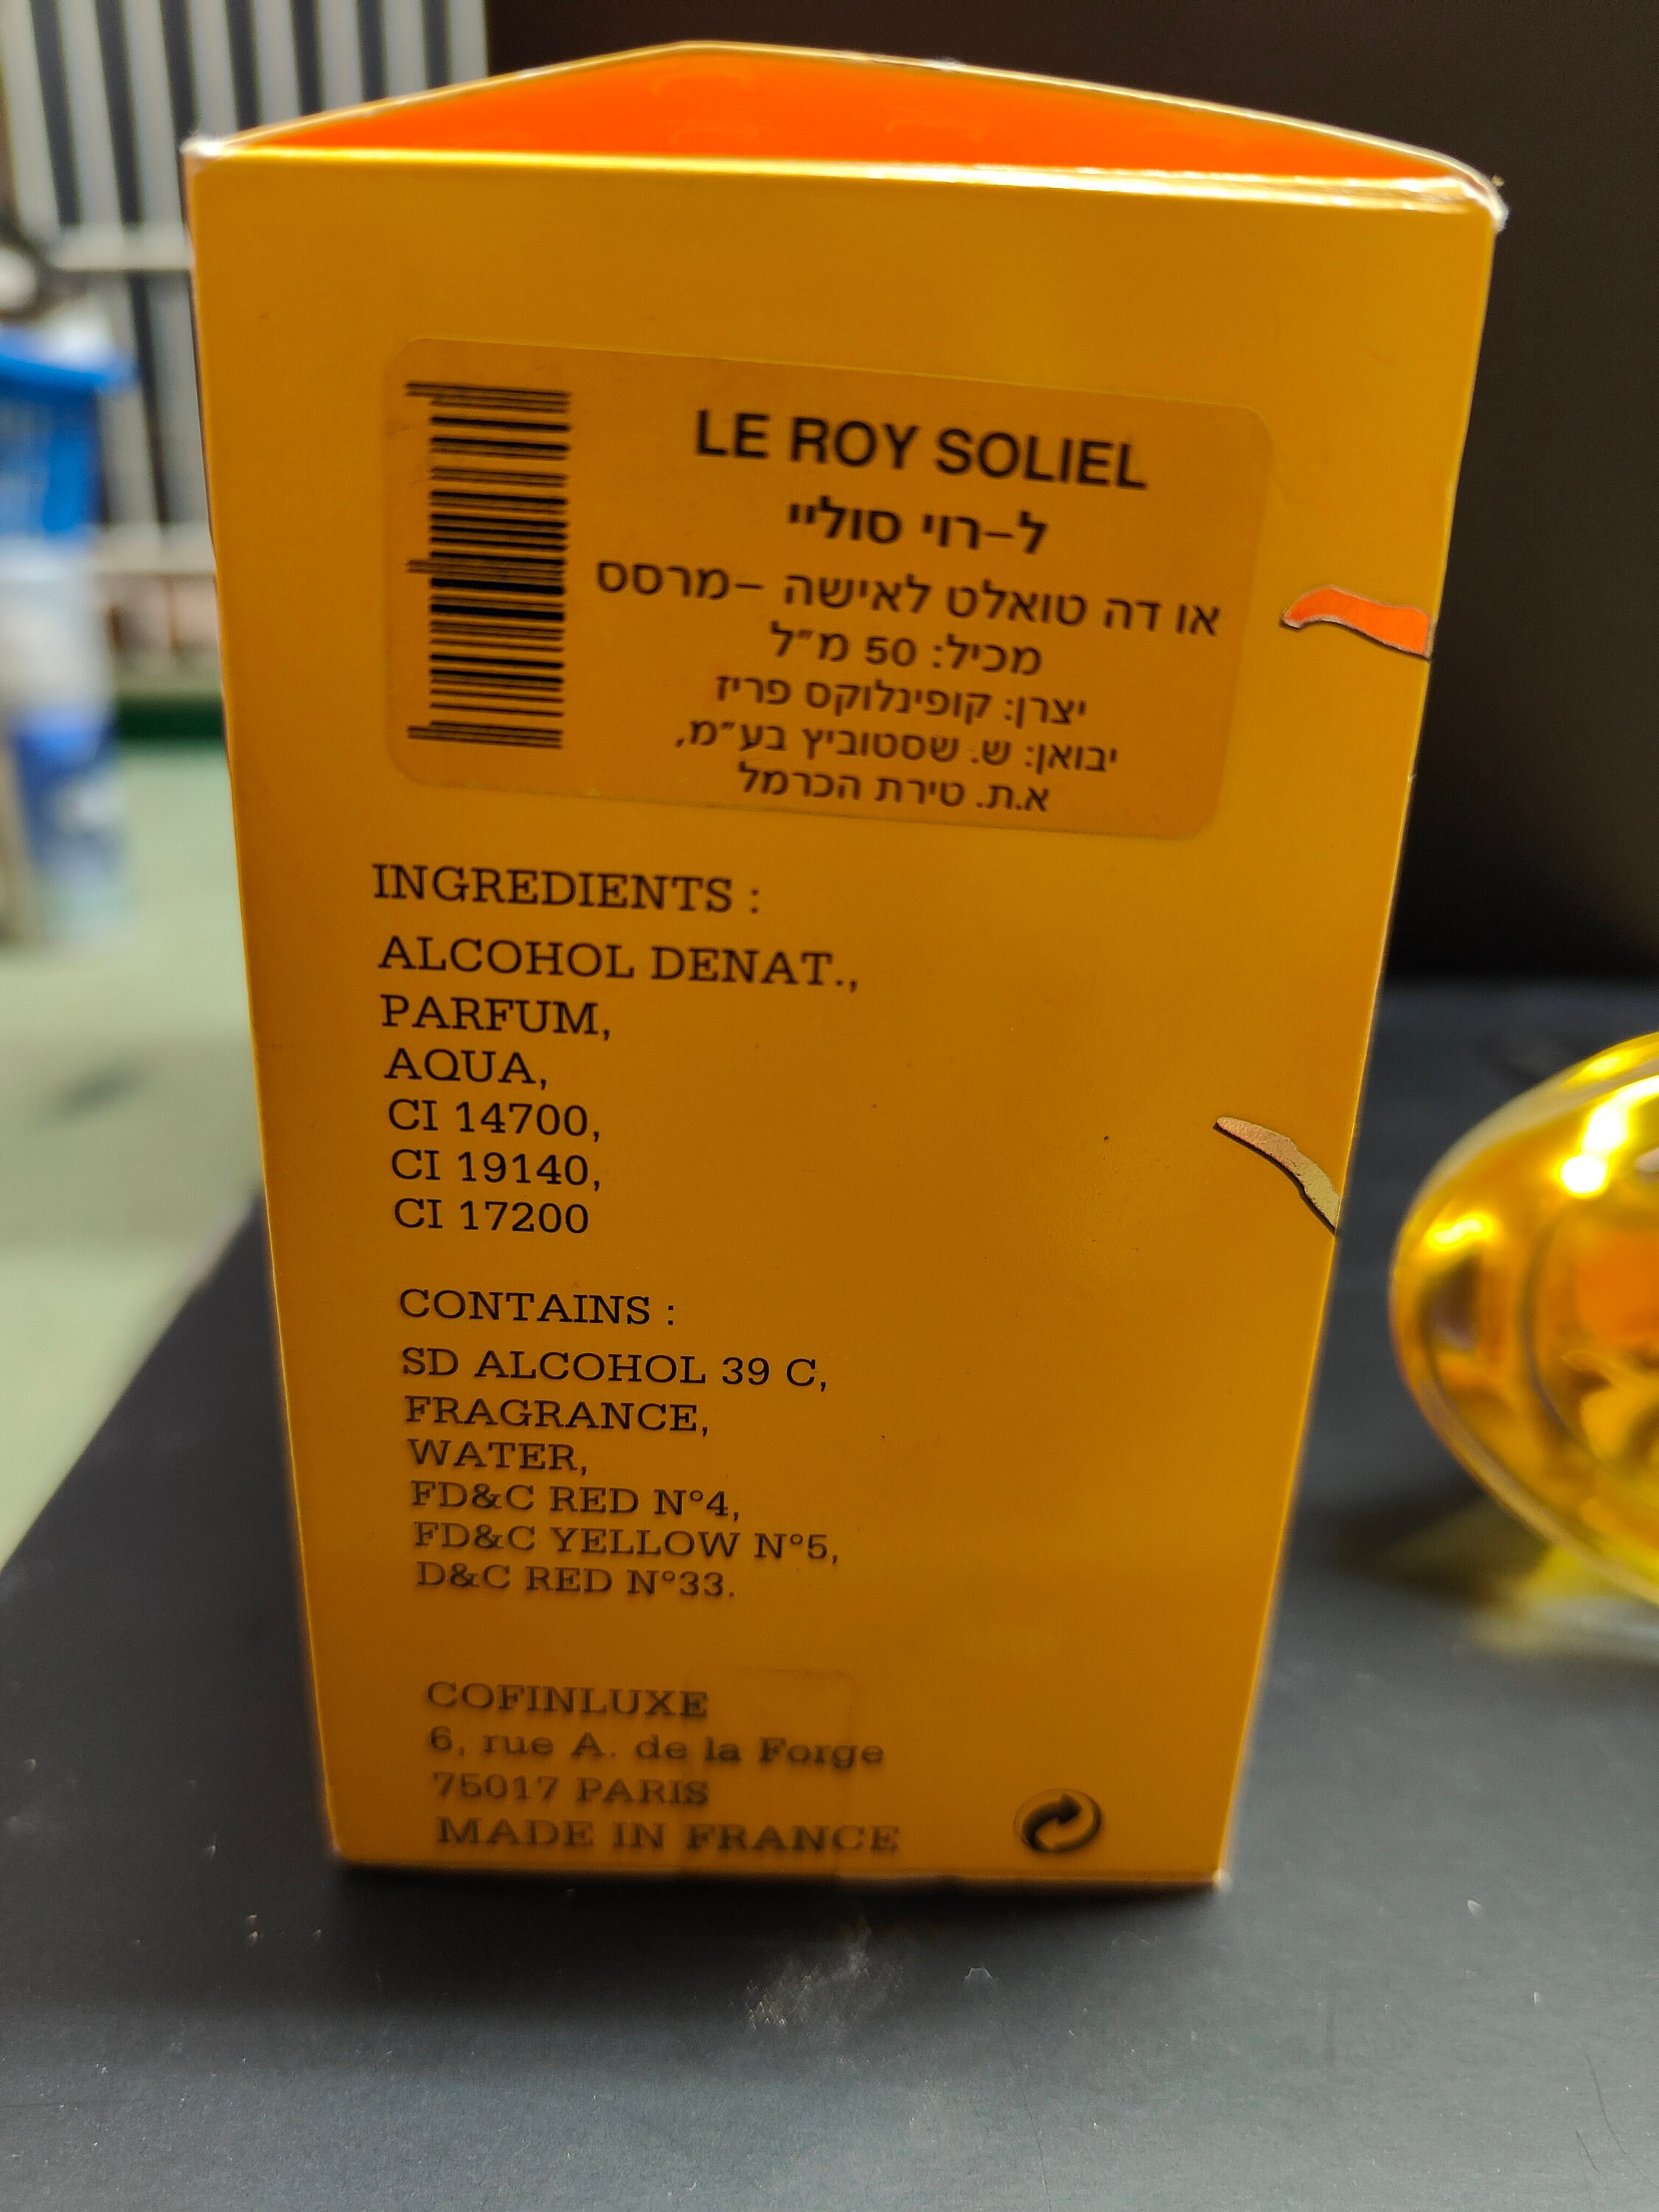 LE ROY SOLIEL
ל-רוי סוליי
או דה טואלט לאישה -מרסס
מכיל: 50 מ"ל
יצרן: קופינלוקס פריז
יבואן: ש. שסטוביץ בע"מ,
א.ת. טירת הכרמל
INGREDIENTS :
ALCOHOL DENAT.,
PARFUM,
AQUA,
CI 14700,
CI 19140,
CI 17200
CONTAINS :
SD ALCOHOL 39 C,
FRAGRANCE,
WATER,
FD&C RED N°4,
FD&C YELLOW N°5,
D&C RED N°33.
COFINLUXE
6, rue A. de la Forge
75017 PARIS
MADE IN FRANCE